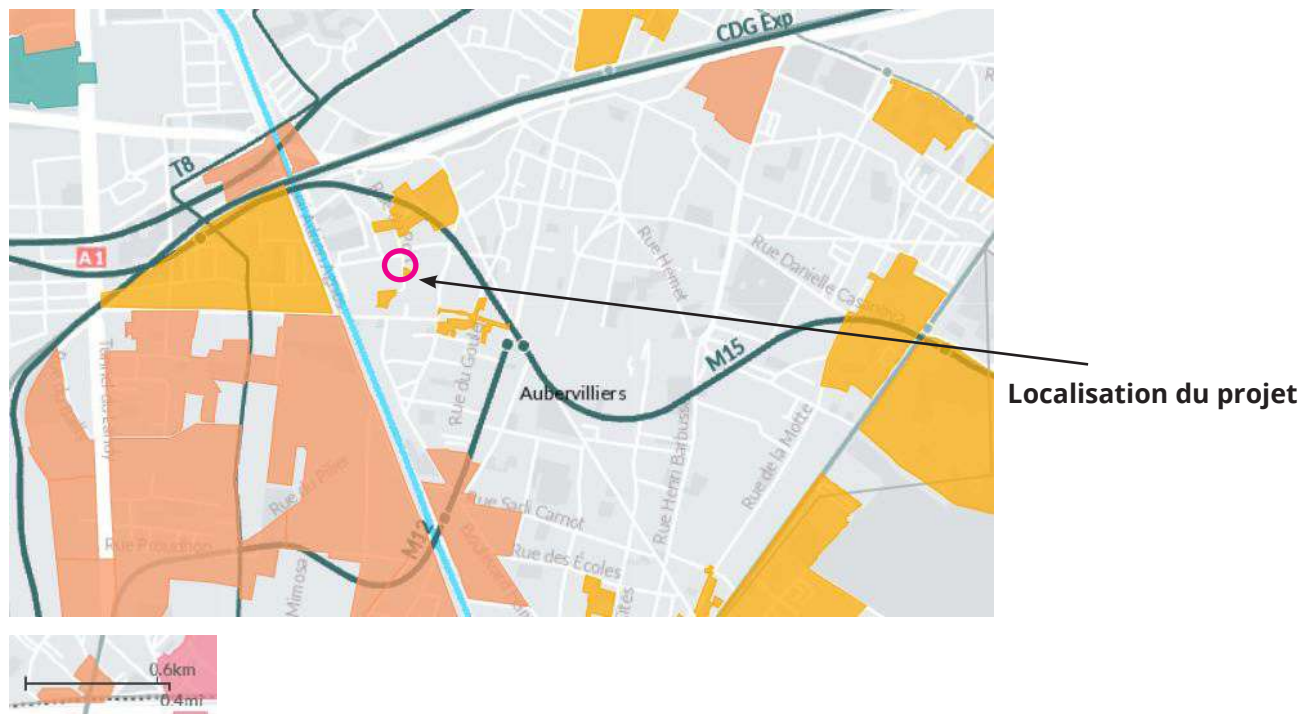 CDG Exp
T8
A 1
Rue Hemet
Rue Danielle Casanova
M15
Rue du Goulet
Aubervilliers
Localisation du projet
Rue Henri Barbusse
Rue de la Motte
Rue du Pilier
Rue Sadi Carnot
Rue Proudhon
M12
Rue des Écoles
Mimosa
0.6km
0.4mi